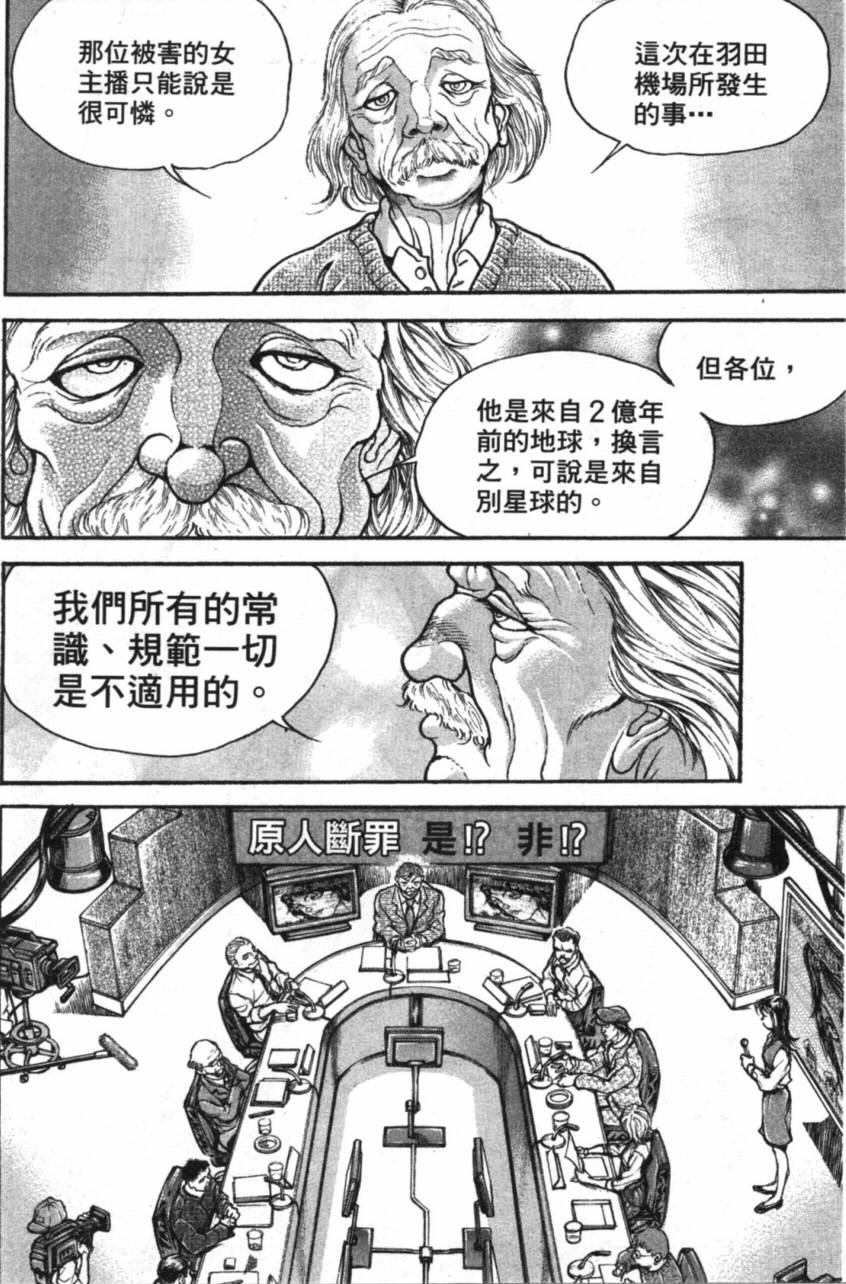 這次在羽田
機場所發生
的事…
那位被害的女
主播只能說是
很可憐。
但各位，
他是來自2億年
前的地球，換言
之，可說是來自
別星球的。
我們所有的常
識、規範一切
是不適用的。
原人斷罪 是!? 非!?